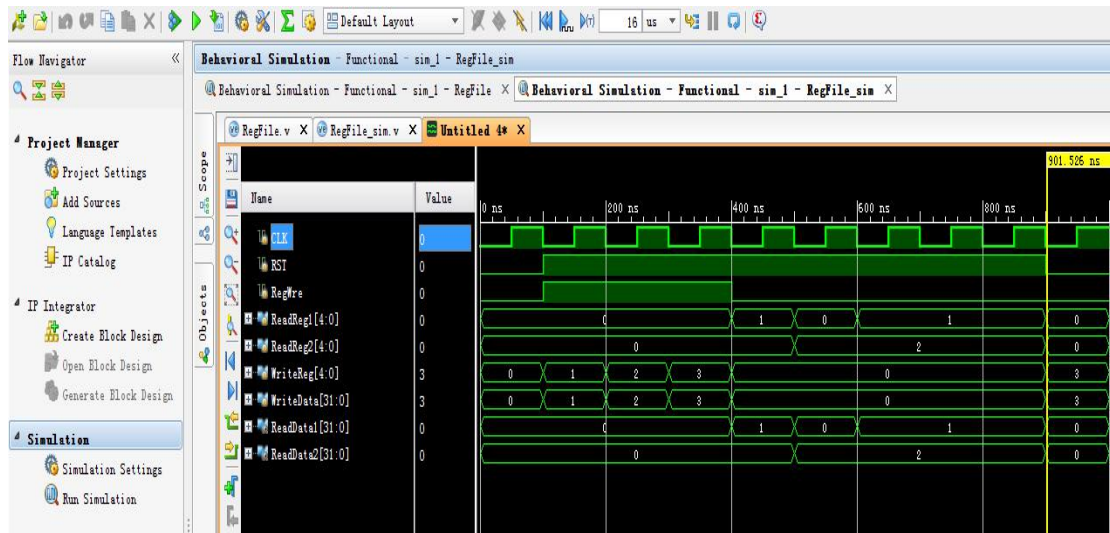 Default Layout 16 us
Flow Navigator
Behavioral Simulation - Functional - sim_1 - RegFile_sim
Behavioral Simulation - Functional - sim_1 - RegFile X Behavioral Simulation - Functional - sim_1 - RegFile_sim X
RegFile.v X RegFile_sim.v X Untitled 4* X
Project Manager
Project Settings
Add Sources
Language Templates
IP Catalog
IP Integrator
Create Block Design
Open Block Design
Generate Block Design
Simulation
Simulation Settings
Run Simulation
Scope
Objects
901.526 ns
Name Value
0 ns 200 ns 400 ns 600 ns 800 ns
CLK 0
RST 0
RegWre 0
ReadReg1[4:0] 0 0 1 0 1 0
ReadReg2[4:0] 0 0 2 0
WriteReg[4:0] 3 0 1 2 3 0 3
WriteData[31:0] 3 0 1 2 3 0 3
ReadData1[31:0] 0 0 1 0 1 0
ReadData2[31:0] 0 0 2 0